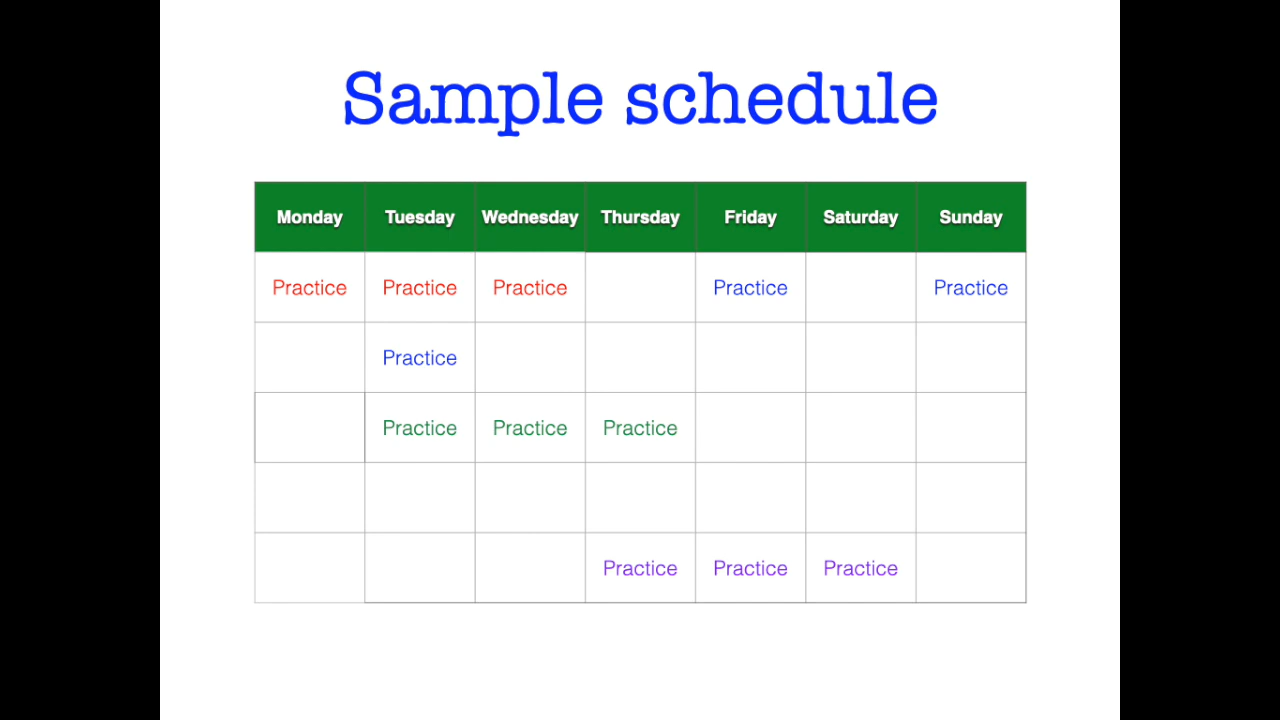 Sample schedule
Monday Tuesday Wednesday Thursday Friday Saturday Sunday
Practice Practice Practice Practice Practice
Practice
Practice Practice Practice
Practice Practice Practice